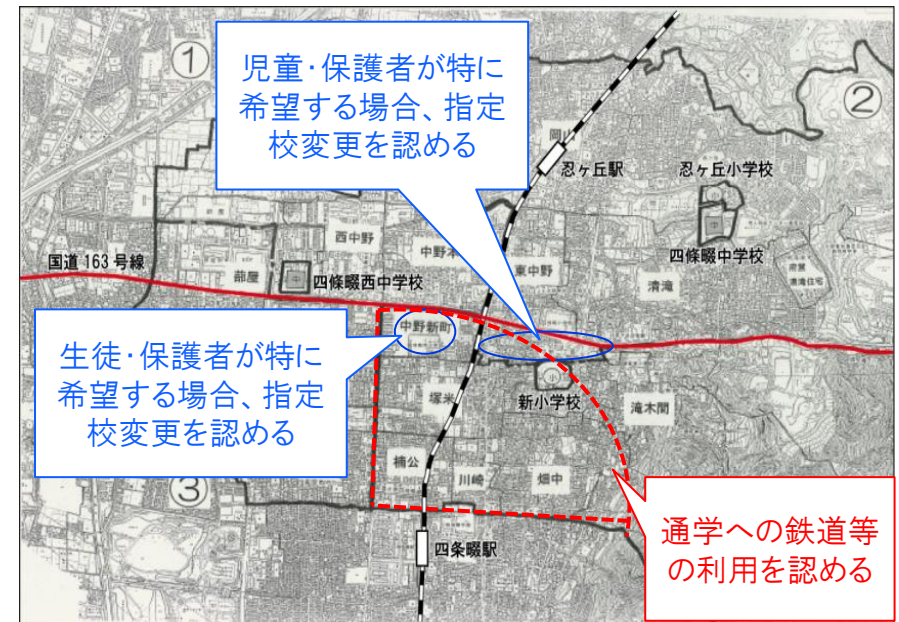 ①
児童・保護者が特に
希望する場合、指定
校変更を認める
②
岡山
忍ヶ丘駅
忍ヶ丘小学校
西中野
中野本
東中野
四條畷中学校
国道 163 号線
蔀屋
四條畷西中学校
清滝
中野新町
生徒・保護者が特に
希望する場合、指定
校変更を認める
塚米
新小学校
滝木間
楠公
川崎
畑中
③
四条畷駅
通学への鉄道等
の利用を認める